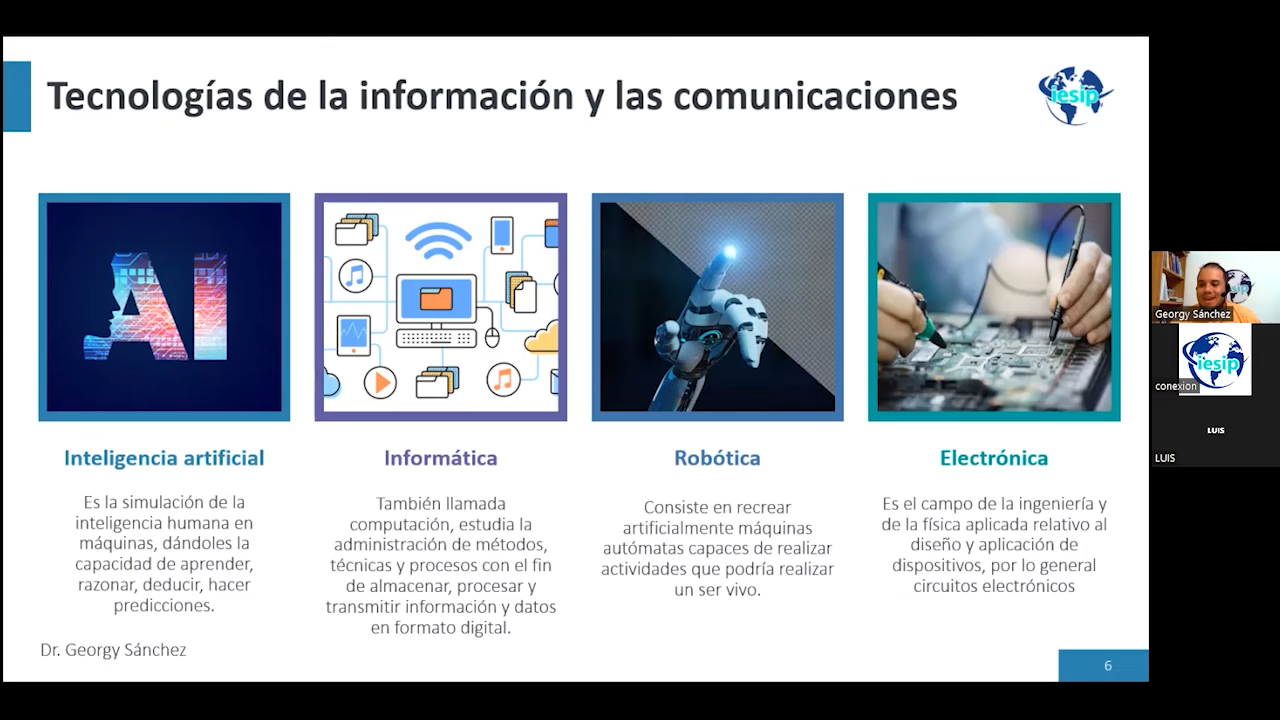 Tecnologías de la información y las comunicaciones
iesip
AI
Inteligencia artificial
Es la simulación de la
inteligencia humana en
máquinas, dándoles la
capacidad de aprender,
razonar, deducir, hacer
predicciones.
Informática
También llamada
computación, estudia la
administración de métodos,
técnicas y procesos con el fin
de almacenar, procesar y
transmitir información y datos
en formato digital.
Robótica
Consiste en recrear
artificialmente máquinas
autómatas capaces de realizar
actividades que podría realizar
un ser vivo.
Electrónica
Es el campo de la ingeniería y
de la física aplicada relativo al
diseño y aplicación de
dispositivos, por lo general
circuitos electrónicos
Dr. Georgy Sánchez
6
Georgy Sánchez
iesip
conexion
LUIS
LUIS